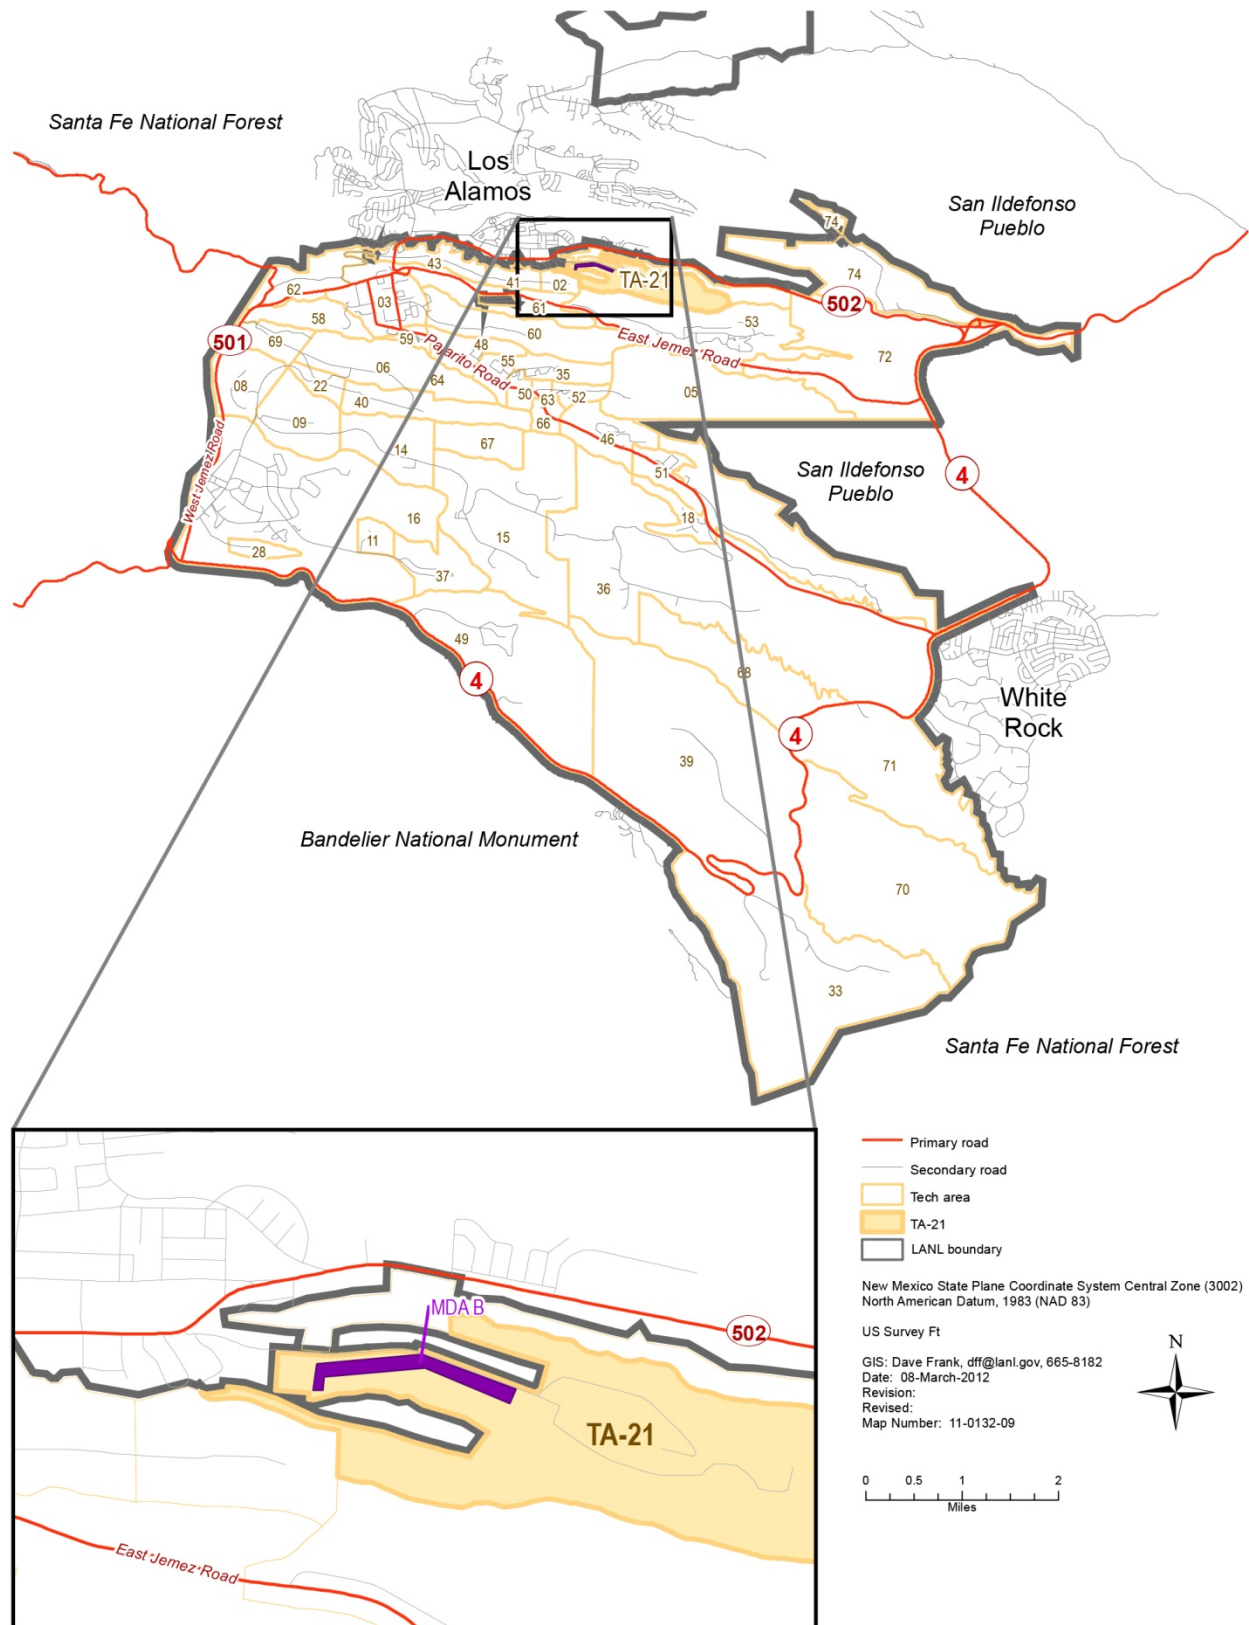 Santa Fe National Forest
Los
Alamos
San Ildefonso
Pueblo
74
74
43
41
02
TA-21
62
03
61
502
58
53
501
59
60
East Jemez Road
69
48
72
Pajarito Road
55
06
35
08
22
64
05
40
50
63
52
09
66
46
67
14
San Ildefonso
Pueblo
4
51
West Jemez Road
16
18
11
15
28
37
36
49
68
4
White
Rock
4
39
71
Bandelier National Monument
70
33
Santa Fe National Forest
MDA B
502
TA-21
East Jemez Road
Primary road
Secondary road
Tech area
TA-21
LANL boundary
New Mexico State Plane Coordinate System Central Zone (3002)
North American Datum, 1983 (NAD 83)
US Survey Ft
GIS: Dave Frank, dff@lanl.gov, 665-8182
Date: 08-March-2012
Revision:
Revised:
Map Number: 11-0132-09
N
0 0.5 1 2
Miles